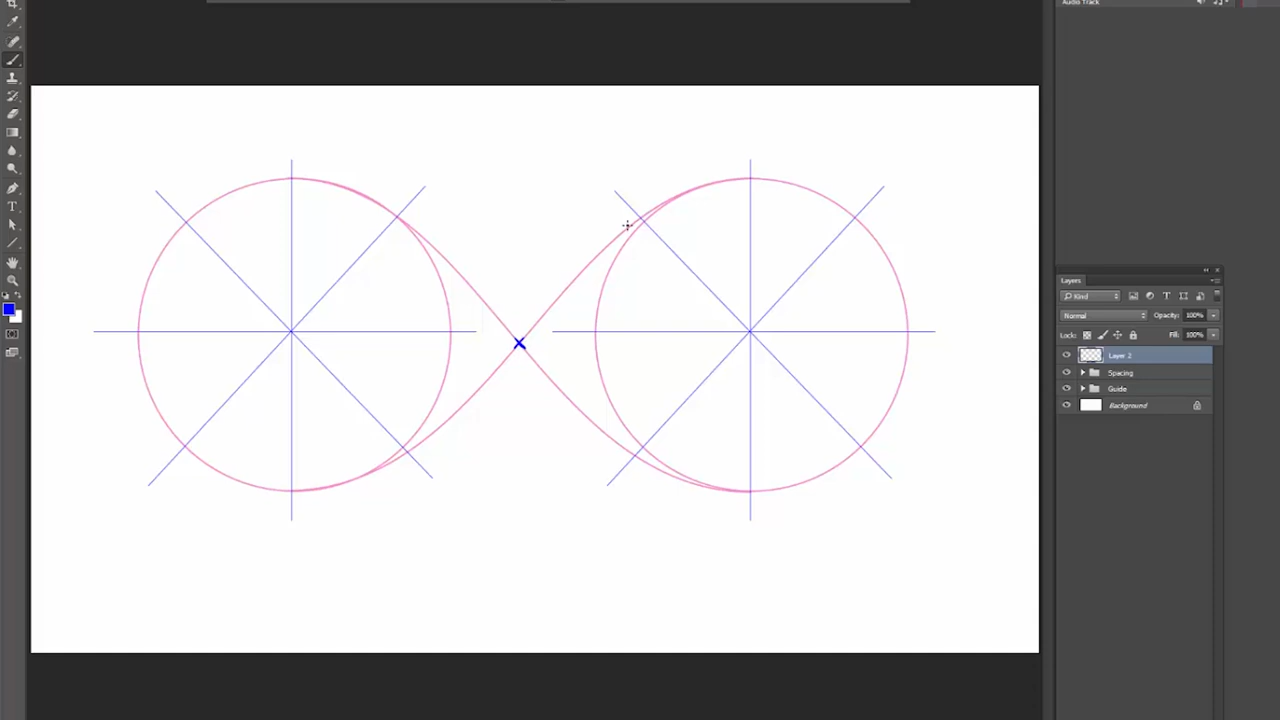 Audio Track
Layers
Kind
Normal Opacity: 100%
Lock: Fill: 100%
Layer 2
Spacing
Guide
Background